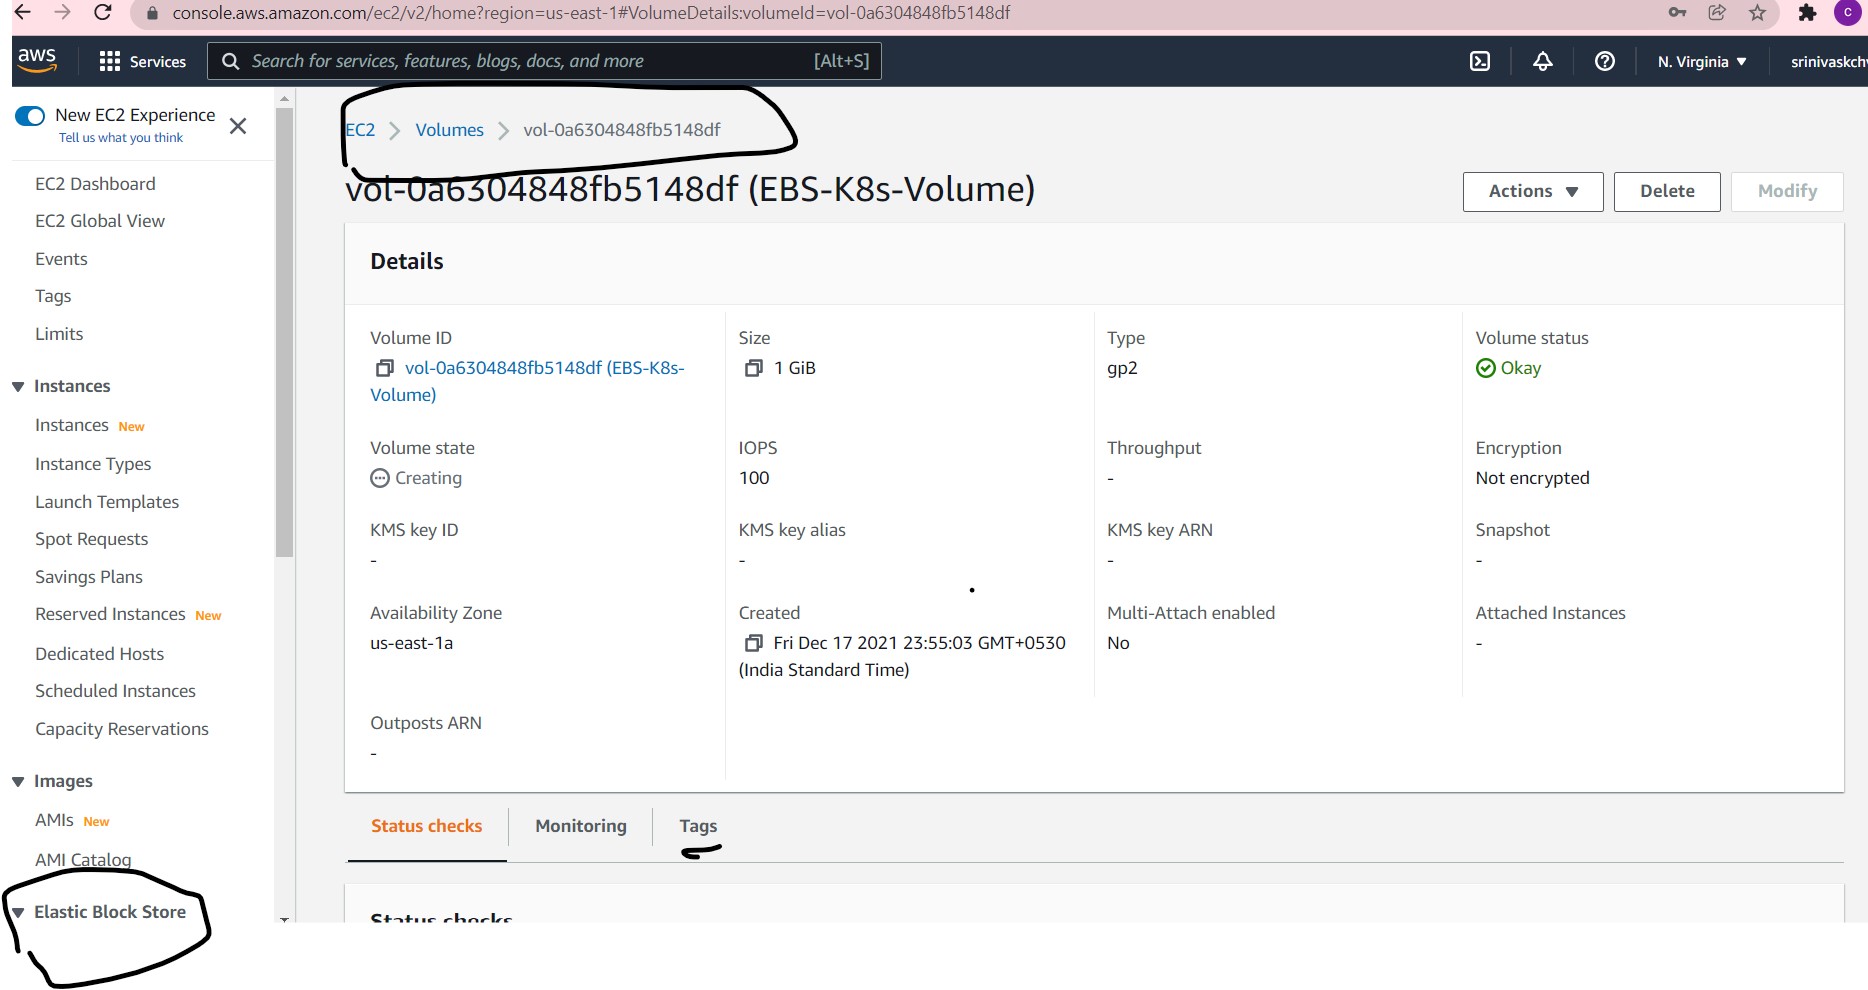 console.aws.amazon.com/ec2/v2/home?region=us-east-1#VolumeDetails:volumeId=vol-0a6304848fb5148df
C
aws
Services
Search for services, features, blogs, docs, and more
[Alt+S]
N. Virginia
srinivaskch
New EC2 Experience
Tell us what you think
EC2 Dashboard
EC2 Global View
Events
Tags
Limits
Instances
Instances New
Instance Types
Launch Templates
Spot Requests
Savings Plans
Reserved Instances New
Dedicated Hosts
Scheduled Instances
Capacity Reservations
Images
AMIs New
AMI Catalog
Elastic Block Store
EC2 > Volumes > vol-0a6304848fb5148df
vol-0a6304848fb5148df (EBS-K8s-Volume)
Actions
Delete
Modify
Details
Volume ID
vol-0a6304848fb5148df (EBS-K8s-
Volume)
Size
1 GiB
Type
gp2
Volume status
Okay
Volume state
Creating
IOPS
100
Throughput
-
Encryption
Not encrypted
KMS key ID
-
KMS key alias
-
KMS key ARN
-
Snapshot
-
Availability Zone
us-east-1a
Created
Fri Dec 17 2021 23:55:03 GMT+0530
(India Standard Time)
Multi-Attach enabled
No
Attached Instances
-
Outposts ARN
-
Status checks
Monitoring
Tags
Status checks